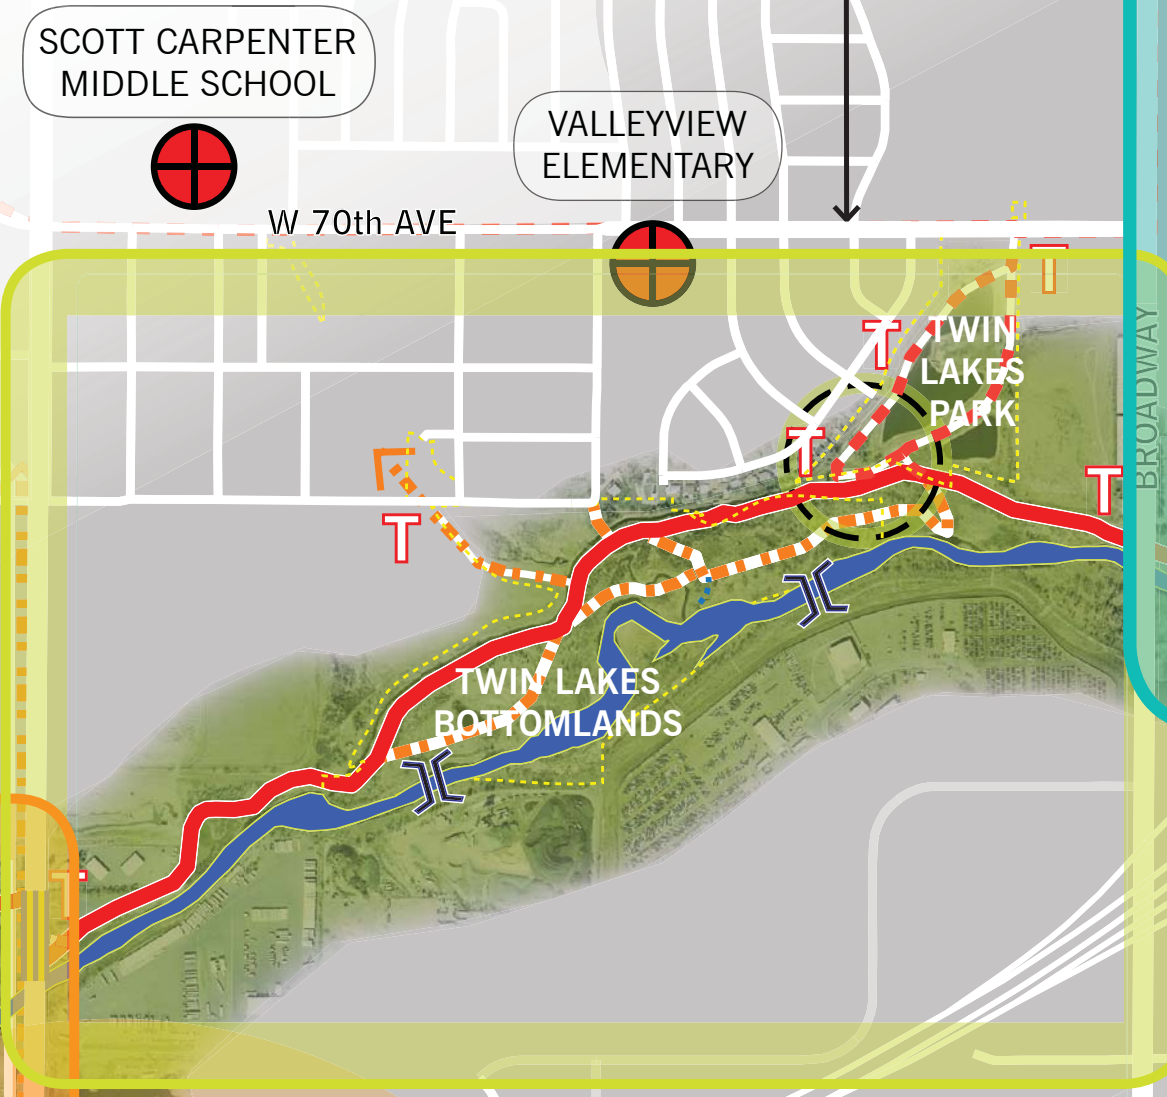 SCOTT CARPENTER
MIDDLE SCHOOL
VALLEYVIEW
ELEMENTARY
W 70th AVE
T
T
TWIN
LAKES
PARK
T
T
T
BROADWAY
TWIN LAKES
BOTTOMLANDS
T